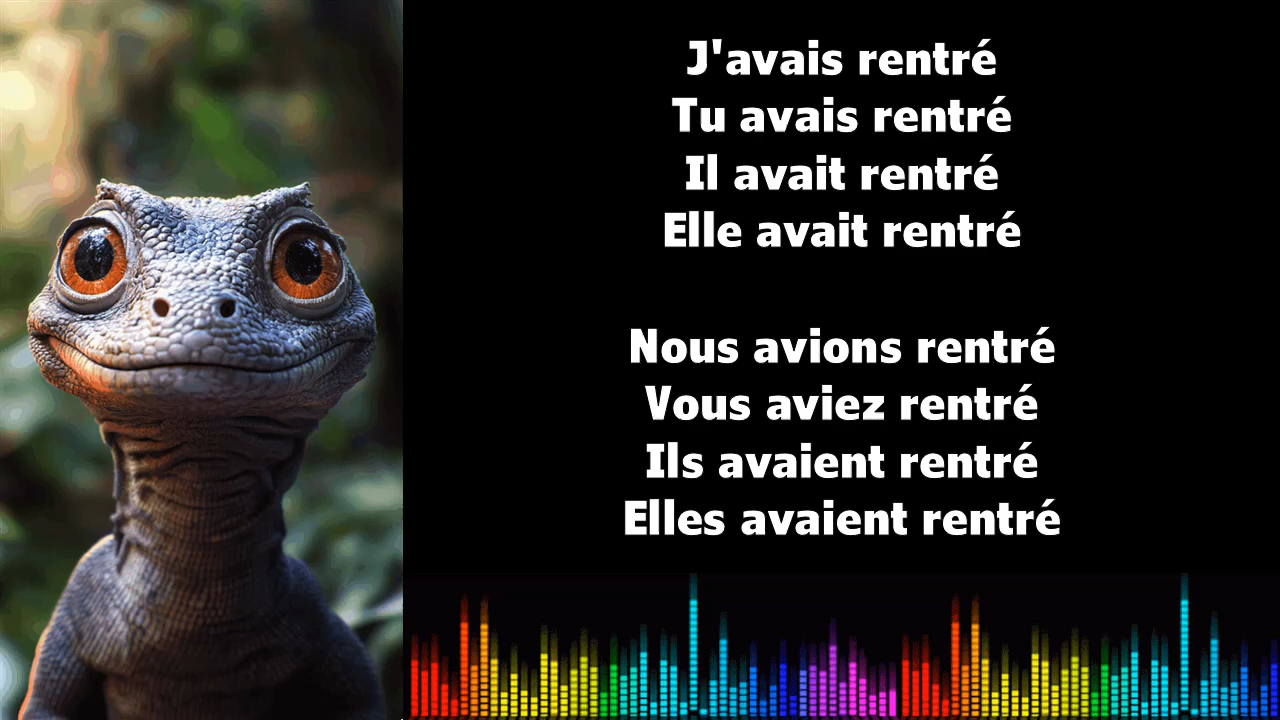 J'avais rentré
Tu avais rentré
Il avait rentré
Elle avait rentré
Nous avions rentré
Vous aviez rentré
Ils avaient rentré
Elles avaient rentré